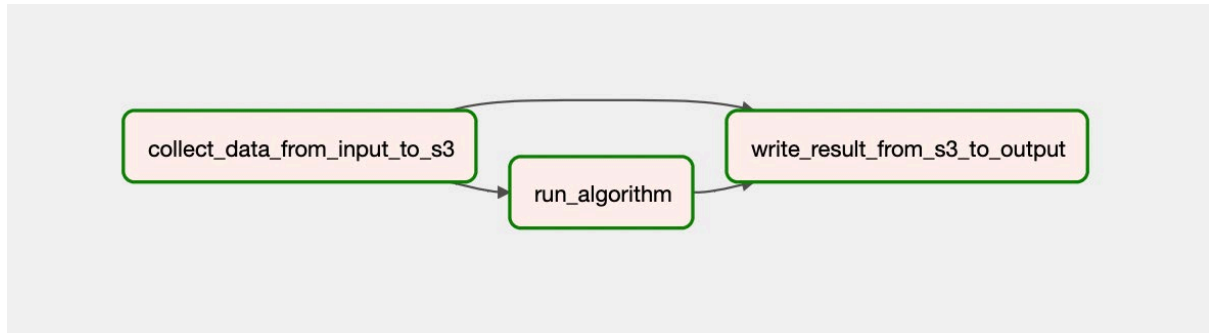 collect_data_from_input_to_s3
run_algorithm
write_result_from_s3_to_output